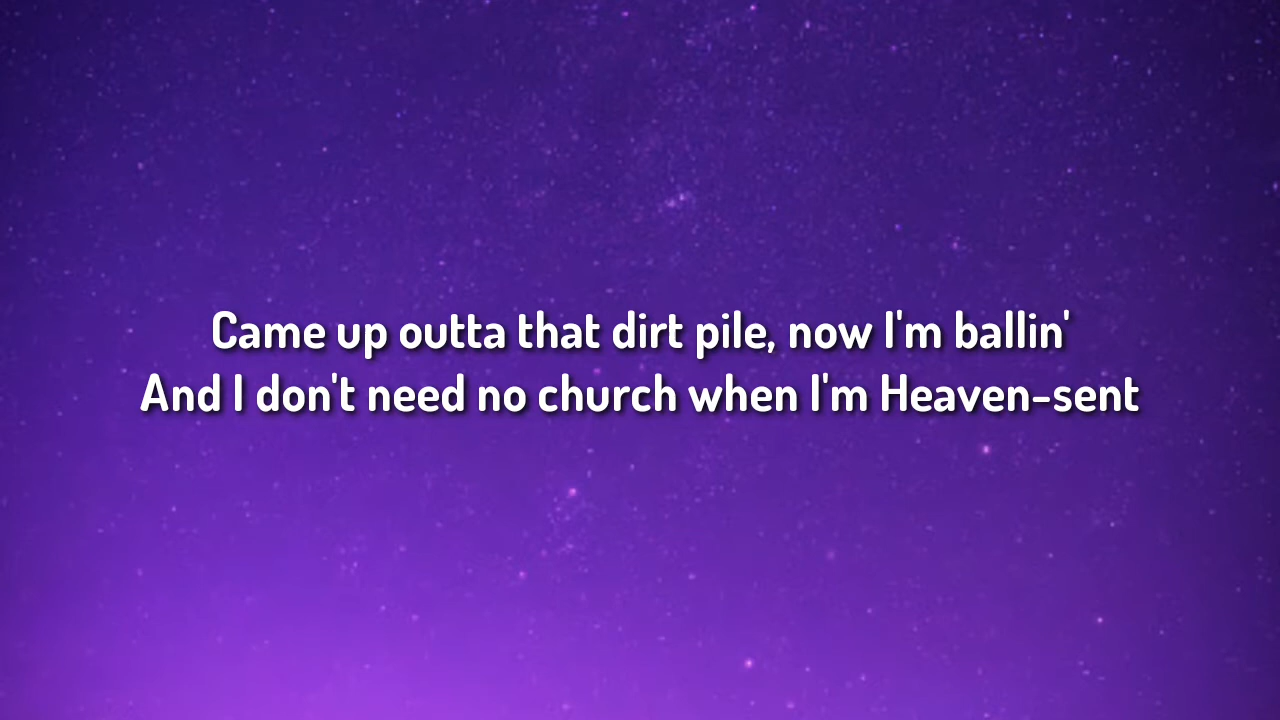 Came up outta that dirt pile, now I'm ballin'
And I don't need no church when I'm Heaven-sent